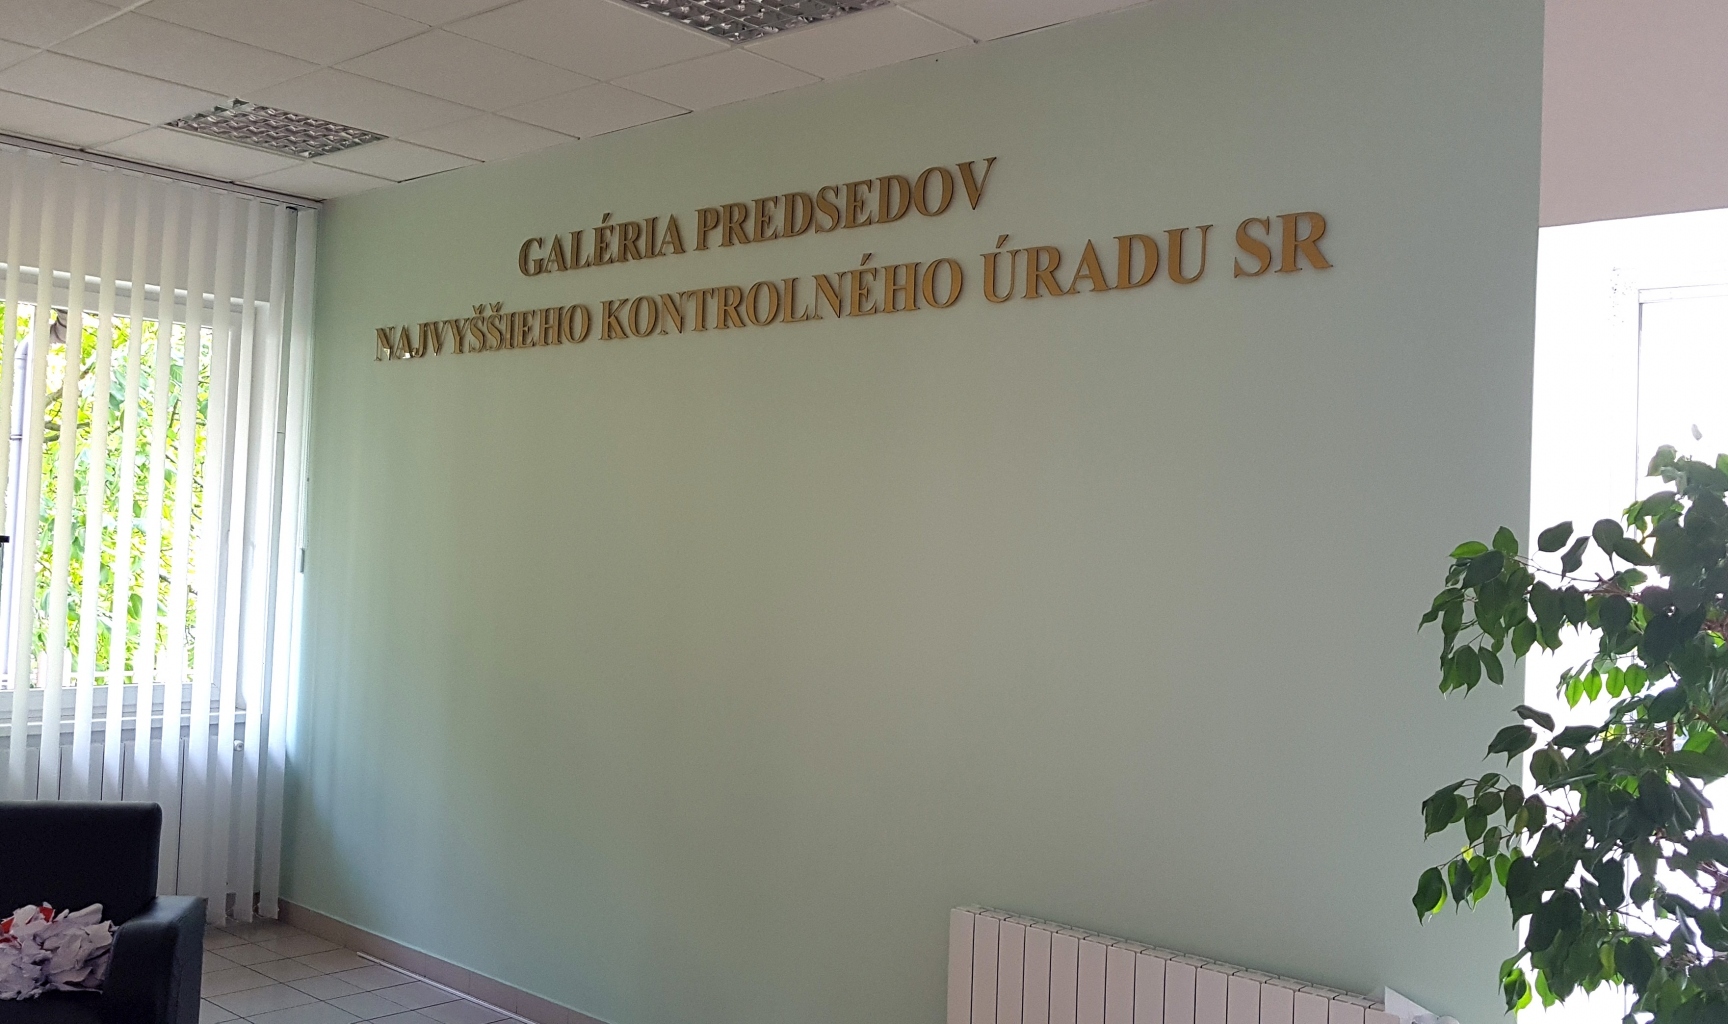 GALÉRIA PREDSEDOV
NAJVYŠŠIEHO KONTROLNÉHO ÚRADU SR